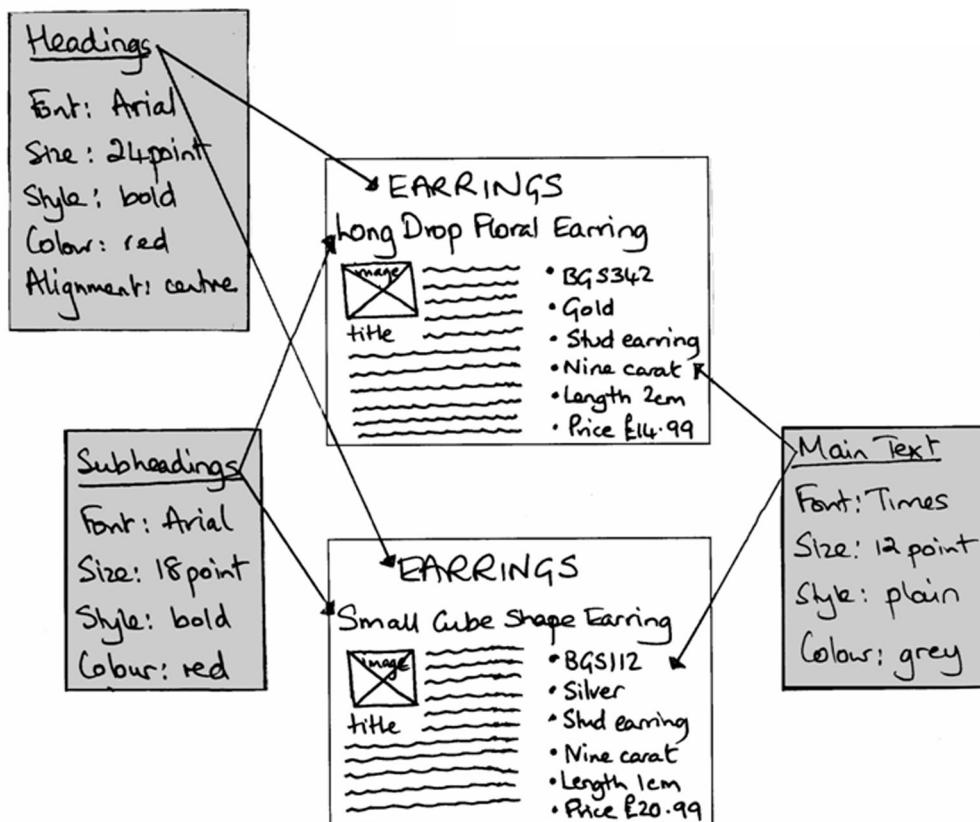 Headings
Font: Arial
Size: 24point
Style: bold
Colour: red
Alignment: centre
EARRINGS
Long Drop Floral Earring
image
title
• BGS342
• Gold
• Stud earring
• Nine carat
• Length 2cm
• Price £14.99
Subheadings
Font: Arial
Size: 18point
Style: bold
Colour: red
Main Text
Font: Times
Size: 12 point
Style: plain
Colour: grey
EARRINGS
Small Cube Shape Earring
image
title
• BGS112
• Silver
• Stud earring
• Nine carat
• Length 1cm
• Price £20.99